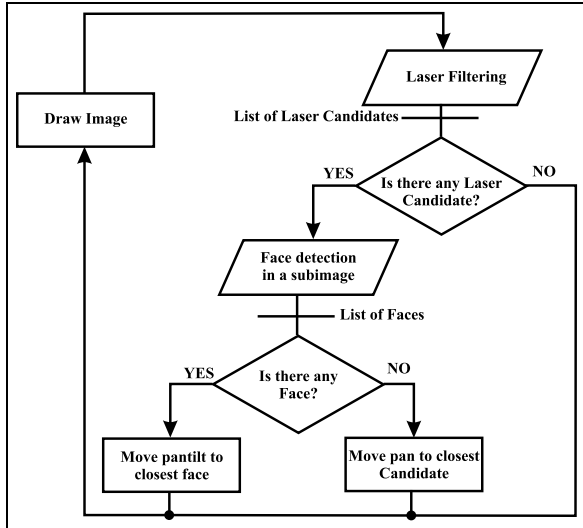 Laser Filtering
Draw Image
List of Laser Candidates
YES
NO
Is there any Laser
Candidate?
Face detection
in a subimage
List of Faces
YES
NO
Is there any
Face?
Move pantilt to
closest face
Move pan to closest
Candidate